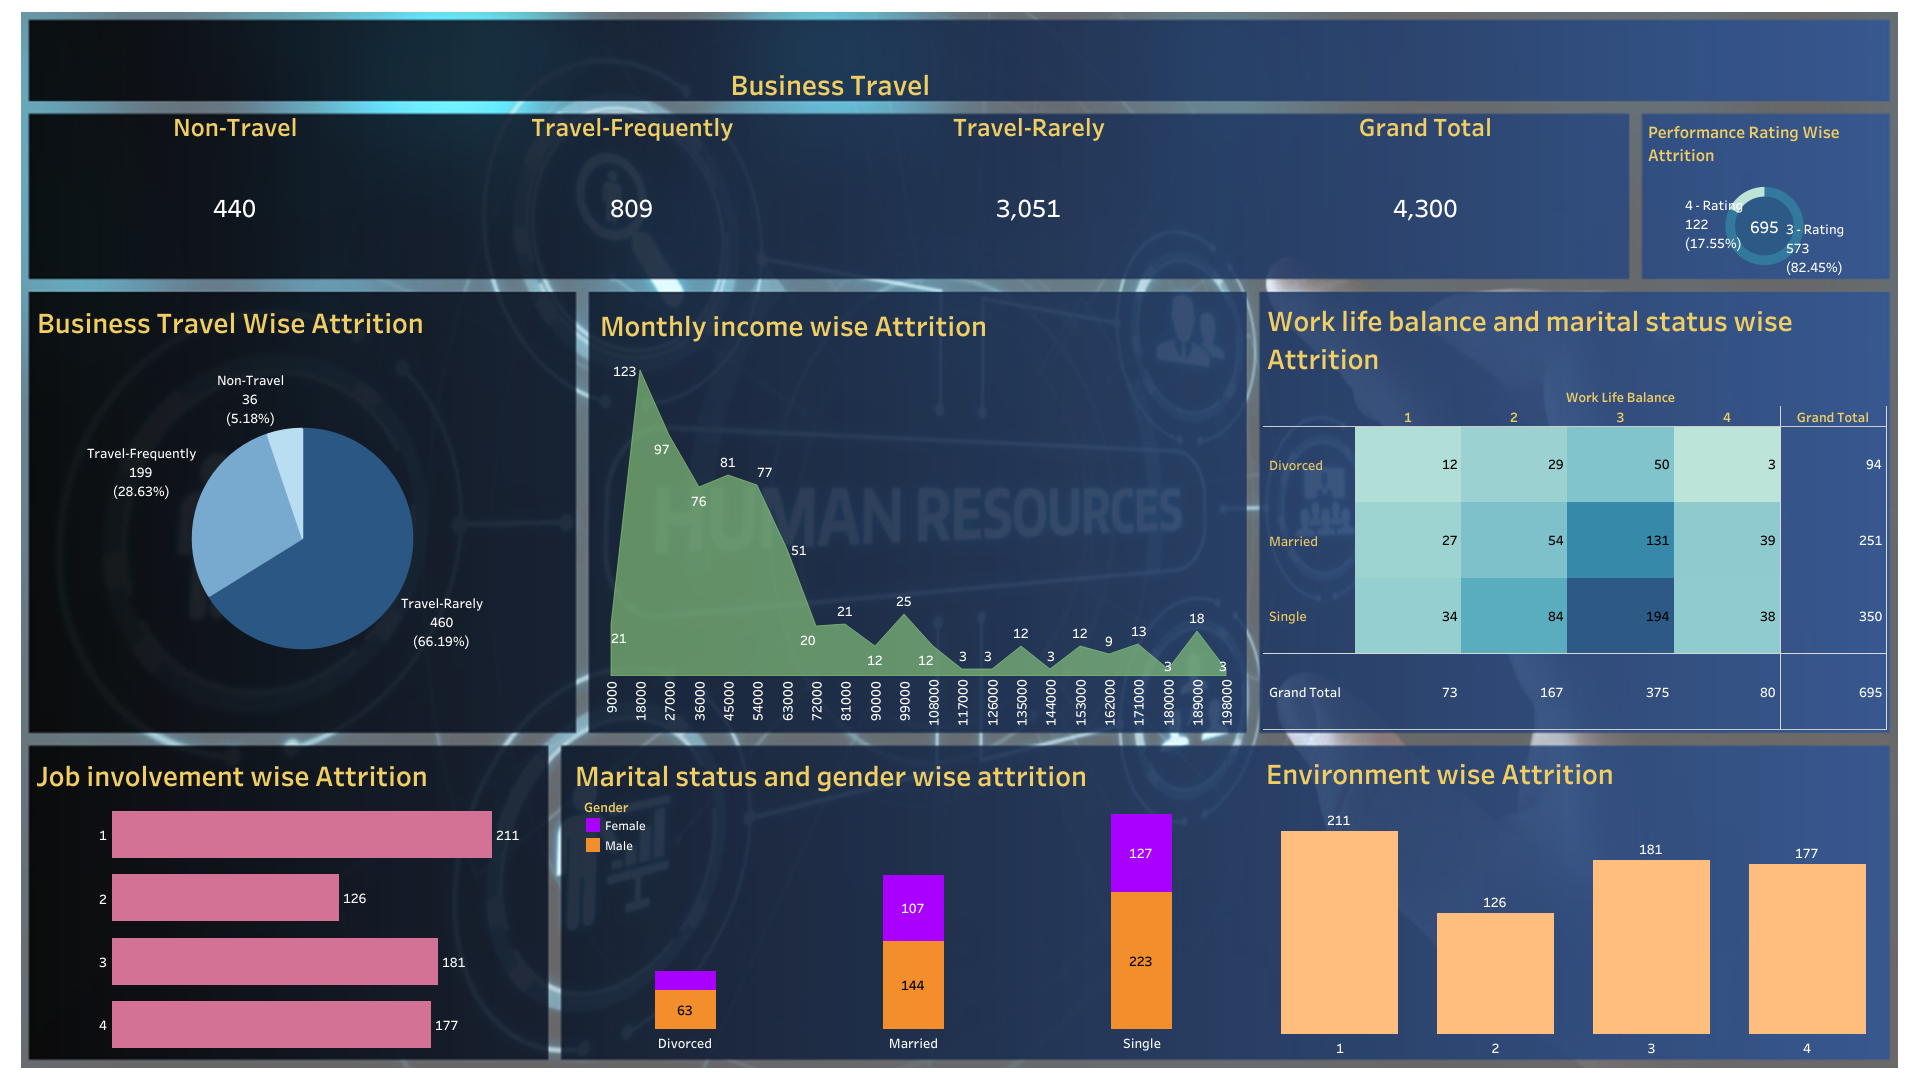 Business Travel
Non-Travel
Travel-Frequently
Travel-Rarely
Grand Total
440
809
3,051
4,300
Performance Rating Wise
Attrition
4 - Rating
122
(17.55%)
695
3 - Rating
573
(82.45%)
Business Travel Wise Attrition
Non-Travel
36
(5.18%)
Travel-Frequently
199
(28.63%)
Travel-Rarely
460
(66.19%)
Monthly income wise Attrition
HUMAN RESOURCES
123
97
76
81
77
51
21
20
21
12
25
12
3
3
12
3
12
9
13
3
18
3
9000
18000
27000
36000
45000
54000
63000
72000
81000
90000
99000
108000
117000
126000
135000
144000
153000
162000
171000
180000
189000
198000
Work life balance and marital status wise
Attrition
Work Life Balance
1 2 3 4 Grand Total
Divorced 12 29 50 3 94
Married 27 54 131 39 251
Single 34 84 194 38 350
Grand Total 73 167 375 80 695
Job involvement wise Attrition
1 211
2 126
3 181
4 177
Marital status and gender wise attrition
Gender
Female
Male
63
107
144
127
223
Divorced
Married
Single
Environment wise Attrition
211
126
181
177
1
2
3
4